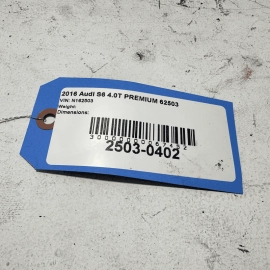 2016 Audi S6 4.0T PREMIUM 62503
VIN: N162503
Weight:
Dimensions:
2503-0402